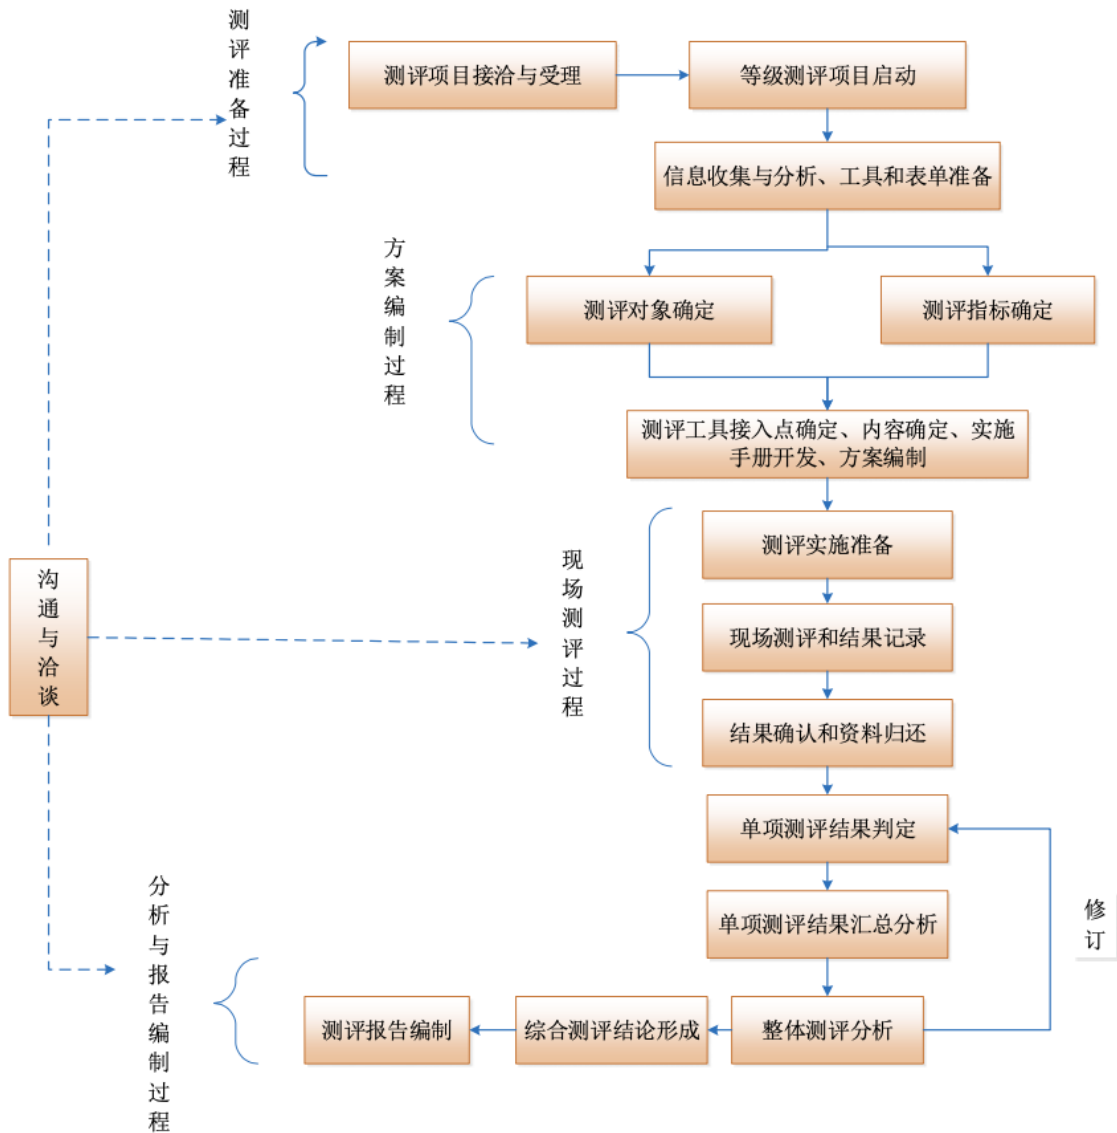 测评准备过程
测评项目接洽与受理
等级测评项目启动
信息收集与分析、工具和表单准备
方案编制过程
测评对象确定
测评指标确定
测评工具接入点确定、内容确定、实施
手册开发、方案编制
沟通与洽谈
现场测评过程
测评实施准备
现场测评和结果记录
结果确认和资料归还
单项测评结果判定
单项测评结果汇总分析
修订
分析与报告编制过程
测评报告编制
综合测评结论形成
整体测评分析